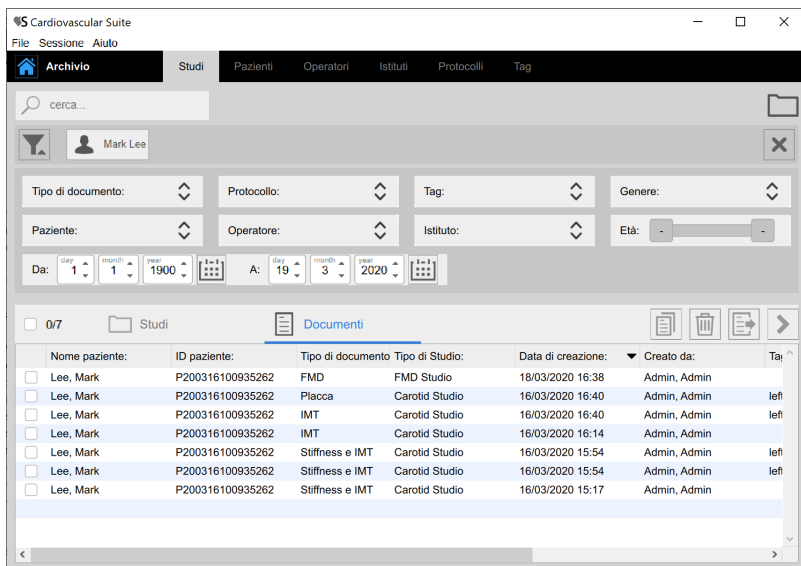 VS Cardiovascular Suite
File Sessione Aiuto
Archivio Studi Pazienti Operatori Istituti Protocolli Tag
cerca...
Mark Lee
Tipo di documento: Protocollo: Tag: Genere:
Paziente: Operatore: Istituto: Età: - -
Da: day 1 month 1 year 1900 A: day 19 month 3 year 2020
0/7 Studi Documenti
Nome paziente: ID paziente: Tipo di documento Tipo di Studio: Data di creazione: Creato da: Tag
Lee, Mark P200316100935262 FMD FMD Studio 18/03/2020 16:38 Admin, Admin
Lee, Mark P200316100935262 Placca Carotid Studio 16/03/2020 16:40 Admin, Admin left
Lee, Mark P200316100935262 IMT Carotid Studio 16/03/2020 16:40 Admin, Admin left
Lee, Mark P200316100935262 IMT Carotid Studio 16/03/2020 16:14 Admin, Admin
Lee, Mark P200316100935262 Stiffness e IMT Carotid Studio 16/03/2020 15:54 Admin, Admin left
Lee, Mark P200316100935262 Stiffness e IMT Carotid Studio 16/03/2020 15:54 Admin, Admin left
Lee, Mark P200316100935262 Stiffness e IMT Carotid Studio 16/03/2020 15:17 Admin, Admin